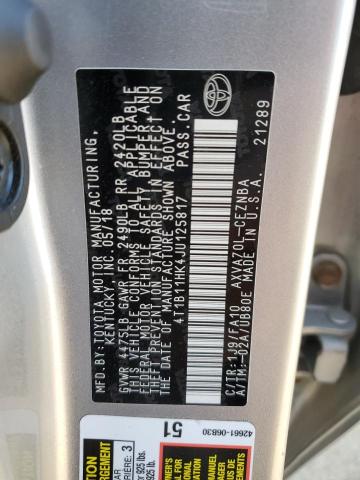 MFD.BY:TOYOTA MOTOR MANUFACTURING,
KENTUCKY, INC. 05/18
GVWR 4475LB GAWR FR 2490LB RR 2420LB
THIS VEHICLE CONFORMS TO ALL APPLICABLE
FEDERAL MOTOR VEHICLE SAFETY, BUMPER, AND
THEFT PREVENTION STANDARDS IN EFFECT ON
THE DATE OF MANUFACTURE SHOWN ABOVE.
4T1B11HK4JU125817 PASS.CAR
C/TR:1J9/FA10 AXVA70L-CEZNBA
A/TM:-02A/UB80E
U.S.A.
21289
42661-06B30
51
3